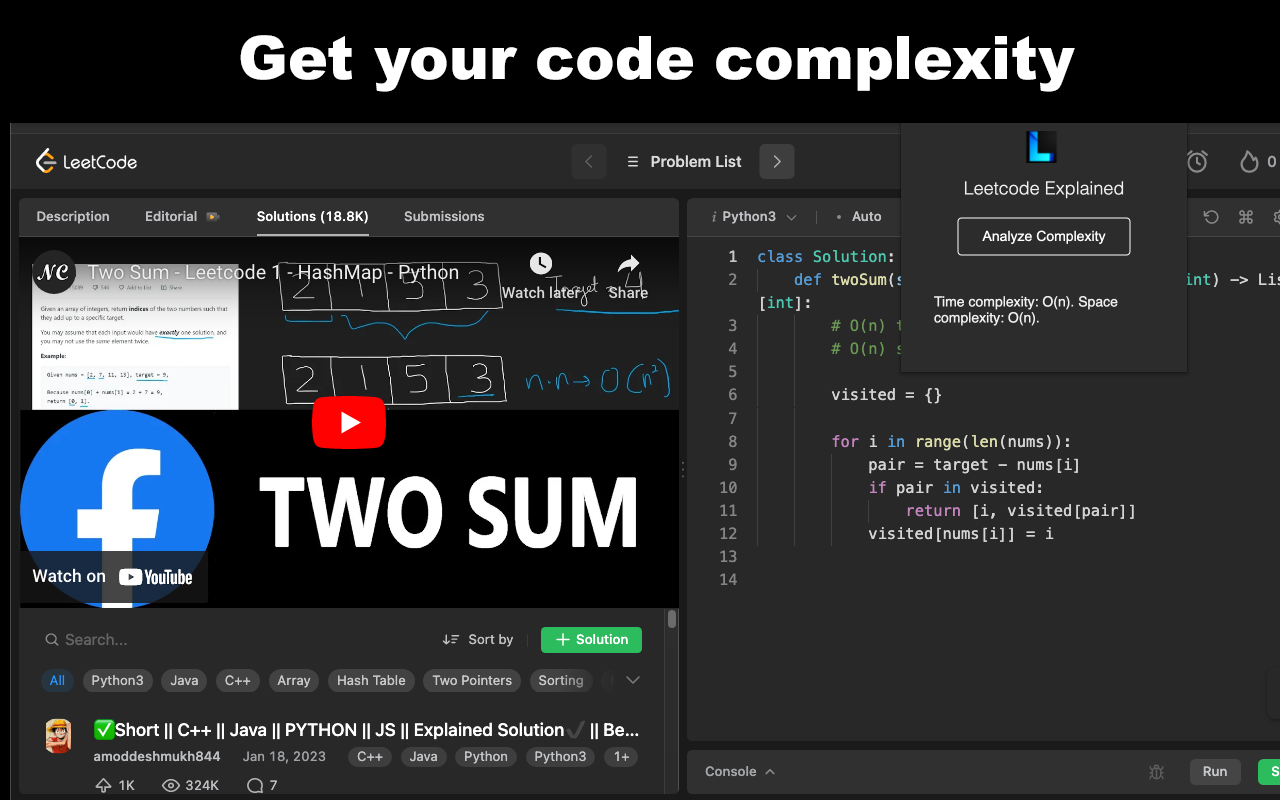 Get your code complexity
LeetCode
Problem List
0
Leetcode Explained
Analyze Complexity
Time complexity: O(n). Space
complexity: O(n).
Description
Editorial
Solutions (18.8K)
Submissions
NC
Two Sum - Leetcode 1 - HashMap - Python
Watch later
Share
Target = 4
2 1 5 3
Given an array of integers, return indices of the two numbers such that
they add up to a specific target.
You may assume that each input would have exactly one solution, and
you may not use the same element twice.
Example:
Given nums = [2, 7, 11, 15], target = 9,
Because nums[0] + nums[1] = 2 + 7 = 9,
return [0, 1].
2 1 5 3
n·n→O(n²)
TWO SUM
Watch on YouTube
Search...
Sort by
+ Solution
All
Python3
Java
C++
Array
Hash Table
Two Pointers
Sorting
✅Short || C++ || Java || PYTHON || JS || Explained Solution✔️ || Be...
amoddeshmukh844
Jan 18, 2023
C++
Java
Python
Python3
1+
1K
324K
7
i Python3
• Auto
1 class Solution:
2 def twoSum(s int) -> Lis
[int]:
3 # O(n) t
4 # O(n) s
5
6 visited = {}
7
8 for i in range(len(nums)):
9 pair = target - nums[i]
10 if pair in visited:
11 return [i, visited[pair]]
12 visited[nums[i]] = i
13
14
Console
Run
S